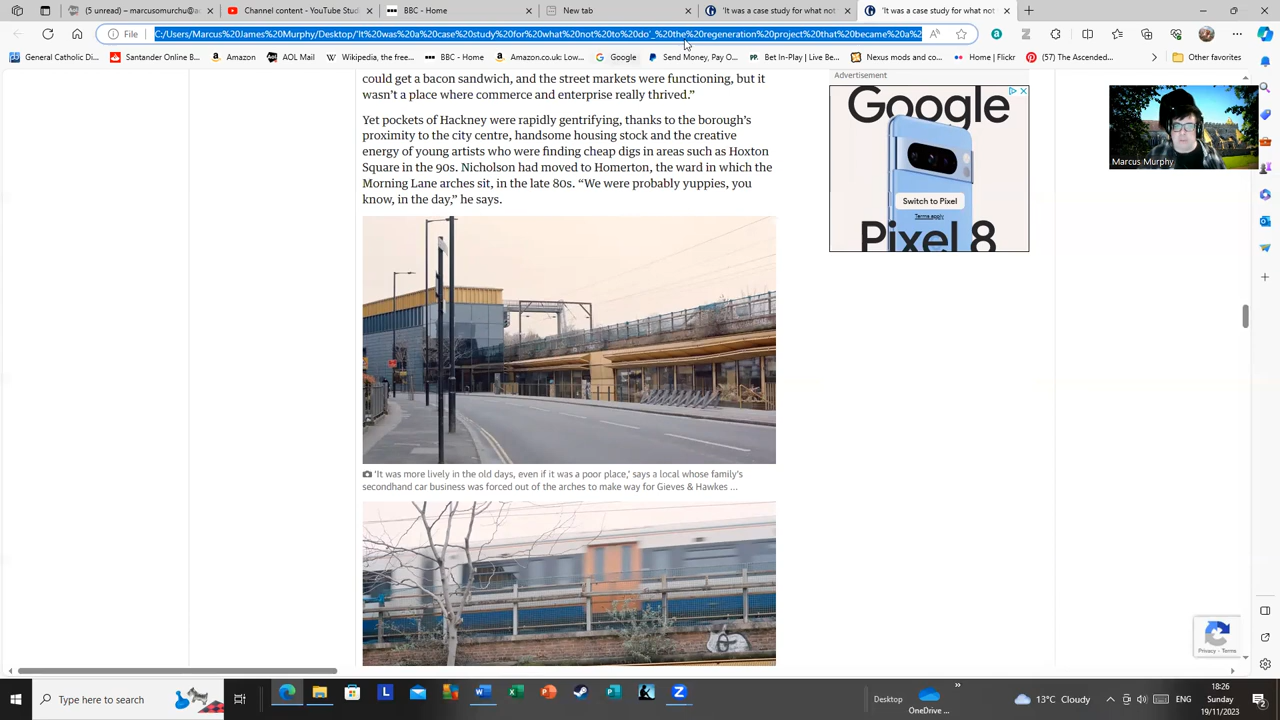 (5 unread) – marcusomurchu@ao
Channel content - YouTube Stud
BBC - Home
New tab
'It was a case study for what not
'It was a case study for what not
File
C:/Users/Marcus%20James%20Murphy/Desktop/'It%20was%20a%20case%20study%20for%20what%20not%20to%20do'_%20the%20regeneration%20project%20that%20became%20a%2
General Catholic Di...
Santander Online B...
Amazon
AOL Mail
Wikipedia, the free...
BBC - Home
Amazon.co.uk: Low...
Google
Send Money, Pay O...
Bet In-Play | Live Be...
Nexus mods and co...
Home | Flickr
(57) The Ascended...
Other favorites
could get a bacon sandwich, and the street markets were functioning, but it
wasn't a place where commerce and enterprise really thrived.”
Yet pockets of Hackney were rapidly gentrifying, thanks to the borough's
proximity to the city centre, handsome housing stock and the creative
energy of young artists who were finding cheap digs in areas such as Hoxton
Square in the 90s. Nicholson had moved to Homerton, the ward in which the
Morning Lane arches sit, in the late 80s. “We were probably yuppies, you
know, in the day,” he says.
'It was more lively in the old days, even if it was a poor place,' says a local whose family's
secondhand car business was forced out of the arches to make way for Gieves & Hawkes ...
Advertisement
Google
Switch to Pixel
Terms apply
Pixel 8
Marcus Murphy
Privacy - Terms
Type here to search
Desktop
OneDrive ...
13°C Cloudy
ENG
18:26
Sunday
19/11/2023